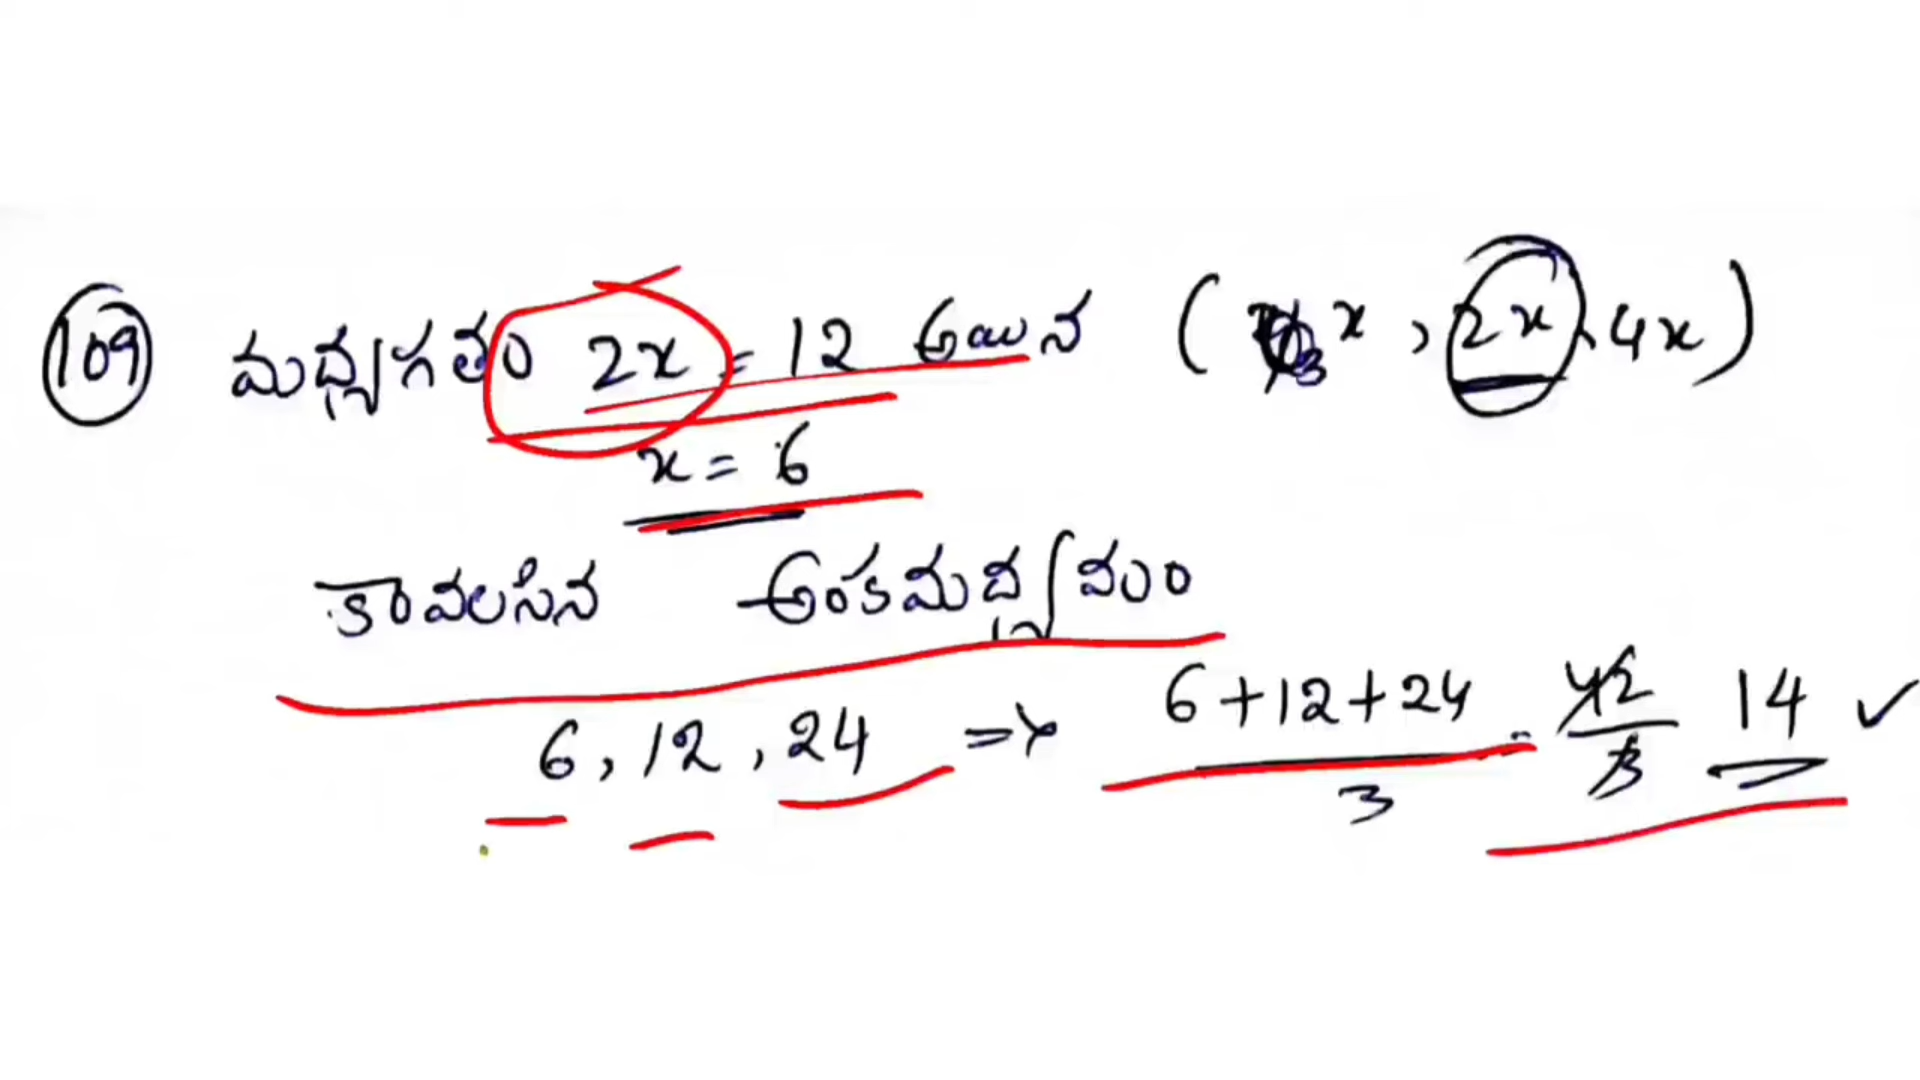 109 మధ్యగతం 2x = 12 అయిన ( x, 2x, 4x )
x = 6
కావలసిన అంకమధ్యమం
6, 12, 24 => 6+12+24 / 3 = 42 / 3 14 ✓